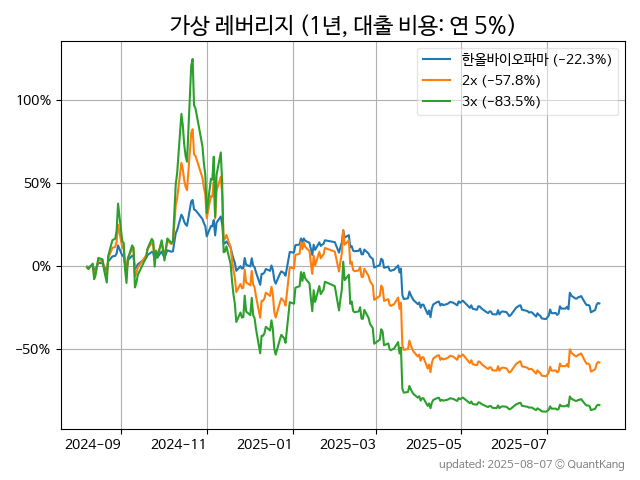 가상 레버리지 (1년, 대출 비용: 연 5%)
한올바이오파마 (−22.3%)
2x (−57.8%)
3x (−83.5%)
100%
50%
0%
−50%
2024-09 2024-11 2025-01 2025-03 2025-05 2025-07
updated: 2025-08-07 © QuantKang